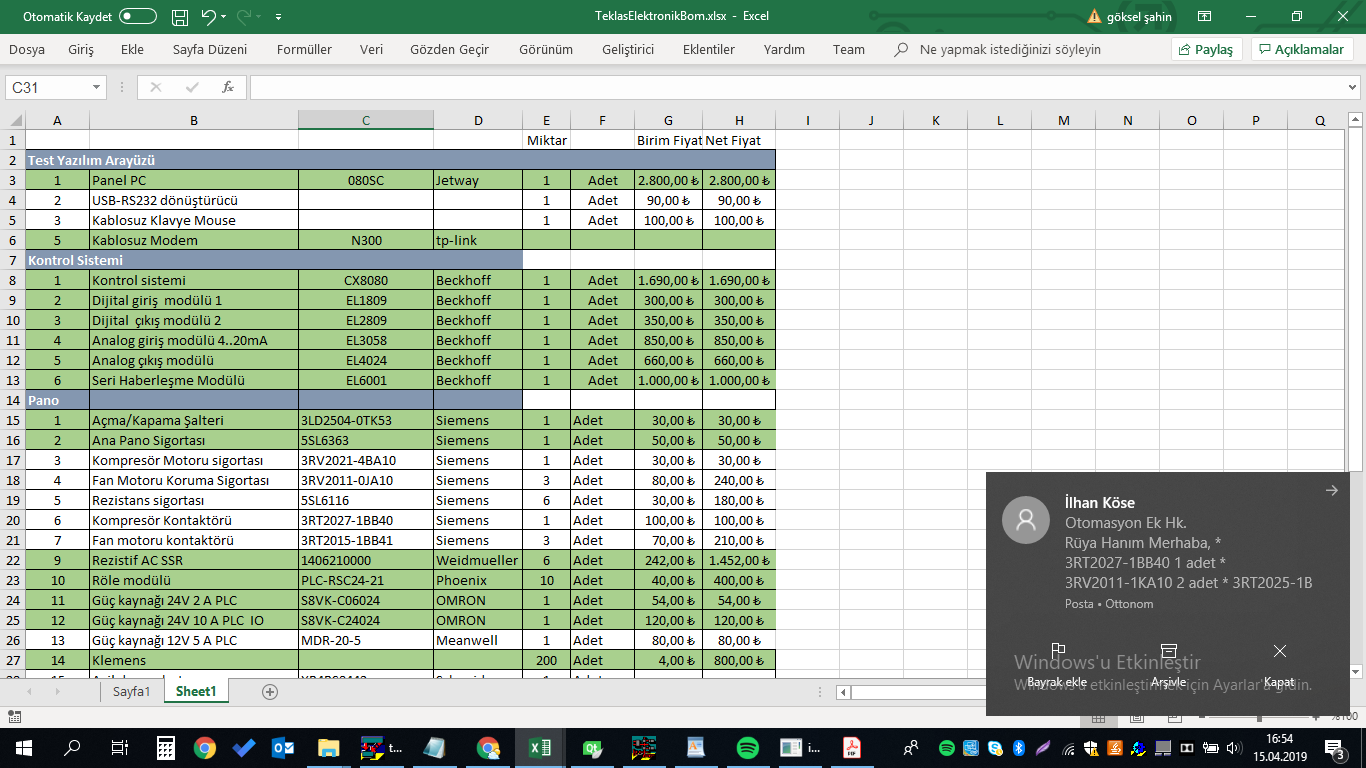 Otomatik Kaydet
TeklasElektronikBom.xlsx - Excel
göksel şahin
Dosya Giriş Ekle Sayfa Düzeni Formüller Veri Gözden Geçir Görünüm Geliştirici Eklentiler Yardım Team Ne yapmak istediğinizi söyleyin Paylaş Açıklamalar
C31 fx
A B C D E F G H I J K L M N O P Q
1 Miktar Birim Fiyat Net Fiyat
2 Test Yazılım Arayüzü
3 1 Panel PC 080SC Jetway 1 Adet 2.800,00 ₺ 2.800,00 ₺
4 2 USB-RS232 dönüştürücü 1 Adet 90,00 ₺ 90,00 ₺
5 3 Kablosuz Klavye Mouse 1 Adet 100,00 ₺ 100,00 ₺
6 5 Kablosuz Modem N300 tp-link
7 Kontrol Sistemi
8 1 Kontrol sistemi CX8080 Beckhoff 1 Adet 1.690,00 ₺ 1.690,00 ₺
9 2 Dijital giriş modülü 1 EL1809 Beckhoff 1 Adet 300,00 ₺ 300,00 ₺
10 3 Dijital çıkış modülü 2 EL2809 Beckhoff 1 Adet 350,00 ₺ 350,00 ₺
11 4 Analog giriş modülü 4..20mA EL3058 Beckhoff 1 Adet 850,00 ₺ 850,00 ₺
12 5 Analog çıkış modülü EL4024 Beckhoff 1 Adet 660,00 ₺ 660,00 ₺
13 6 Seri Haberleşme Modülü EL6001 Beckhoff 1 Adet 1.000,00 ₺ 1.000,00 ₺
14 Pano
15 1 Açma/Kapama Şalteri 3LD2504-0TK53 Siemens 1 Adet 30,00 ₺ 30,00 ₺
16 2 Ana Pano Sigortası 5SL6363 Siemens 1 Adet 50,00 ₺ 50,00 ₺
17 3 Kompresör Motoru sigortası 3RV2021-4BA10 Siemens 1 Adet 30,00 ₺ 30,00 ₺
18 4 Fan Motoru Koruma Sigortası 3RV2011-0JA10 Siemens 3 Adet 80,00 ₺ 240,00 ₺
19 5 Rezistans sigortası 5SL6116 Siemens 6 Adet 30,00 ₺ 180,00 ₺
20 6 Kompresör Kontaktörü 3RT2027-1BB40 Siemens 1 Adet 100,00 ₺ 100,00 ₺
21 7 Fan motoru kontaktörü 3RT2015-1BB41 Siemens 3 Adet 70,00 ₺ 210,00 ₺
22 9 Rezistif AC SSR 1406210000 Weidmueller 6 Adet 242,00 ₺ 1.452,00 ₺
23 10 Röle modülü PLC-RSC24-21 Phoenix 10 Adet 40,00 ₺ 400,00 ₺
24 11 Güç kaynağı 24V 2 A PLC S8VK-C06024 OMRON 1 Adet 54,00 ₺ 54,00 ₺
25 12 Güç kaynağı 24V 10 A PLC IO S8VK-C24024 OMRON 1 Adet 120,00 ₺ 120,00 ₺
26 13 Güç kaynağı 12V 5 A PLC MDR-20-5 Meanwell 1 Adet 80,00 ₺ 80,00 ₺
27 14 Klemens 200 Adet 4,00 ₺ 800,00 ₺
İlhan Köse
Otomasyon Ek Hk.
Rüya Hanım Merhaba, *
3RT2027-1BB40 1 adet *
3RV2011-1KA10 2 adet * 3RT2025-1B
Posta • Ottonom
Windows'u Etkinleştir
Windows'u etkinleştirmek için Ayarlar'a gidin.
Bayrak ekle Arşivle Kapat
Sayfa1 Sheet1
%100
t...
i...
16:54
15.04.2019
3